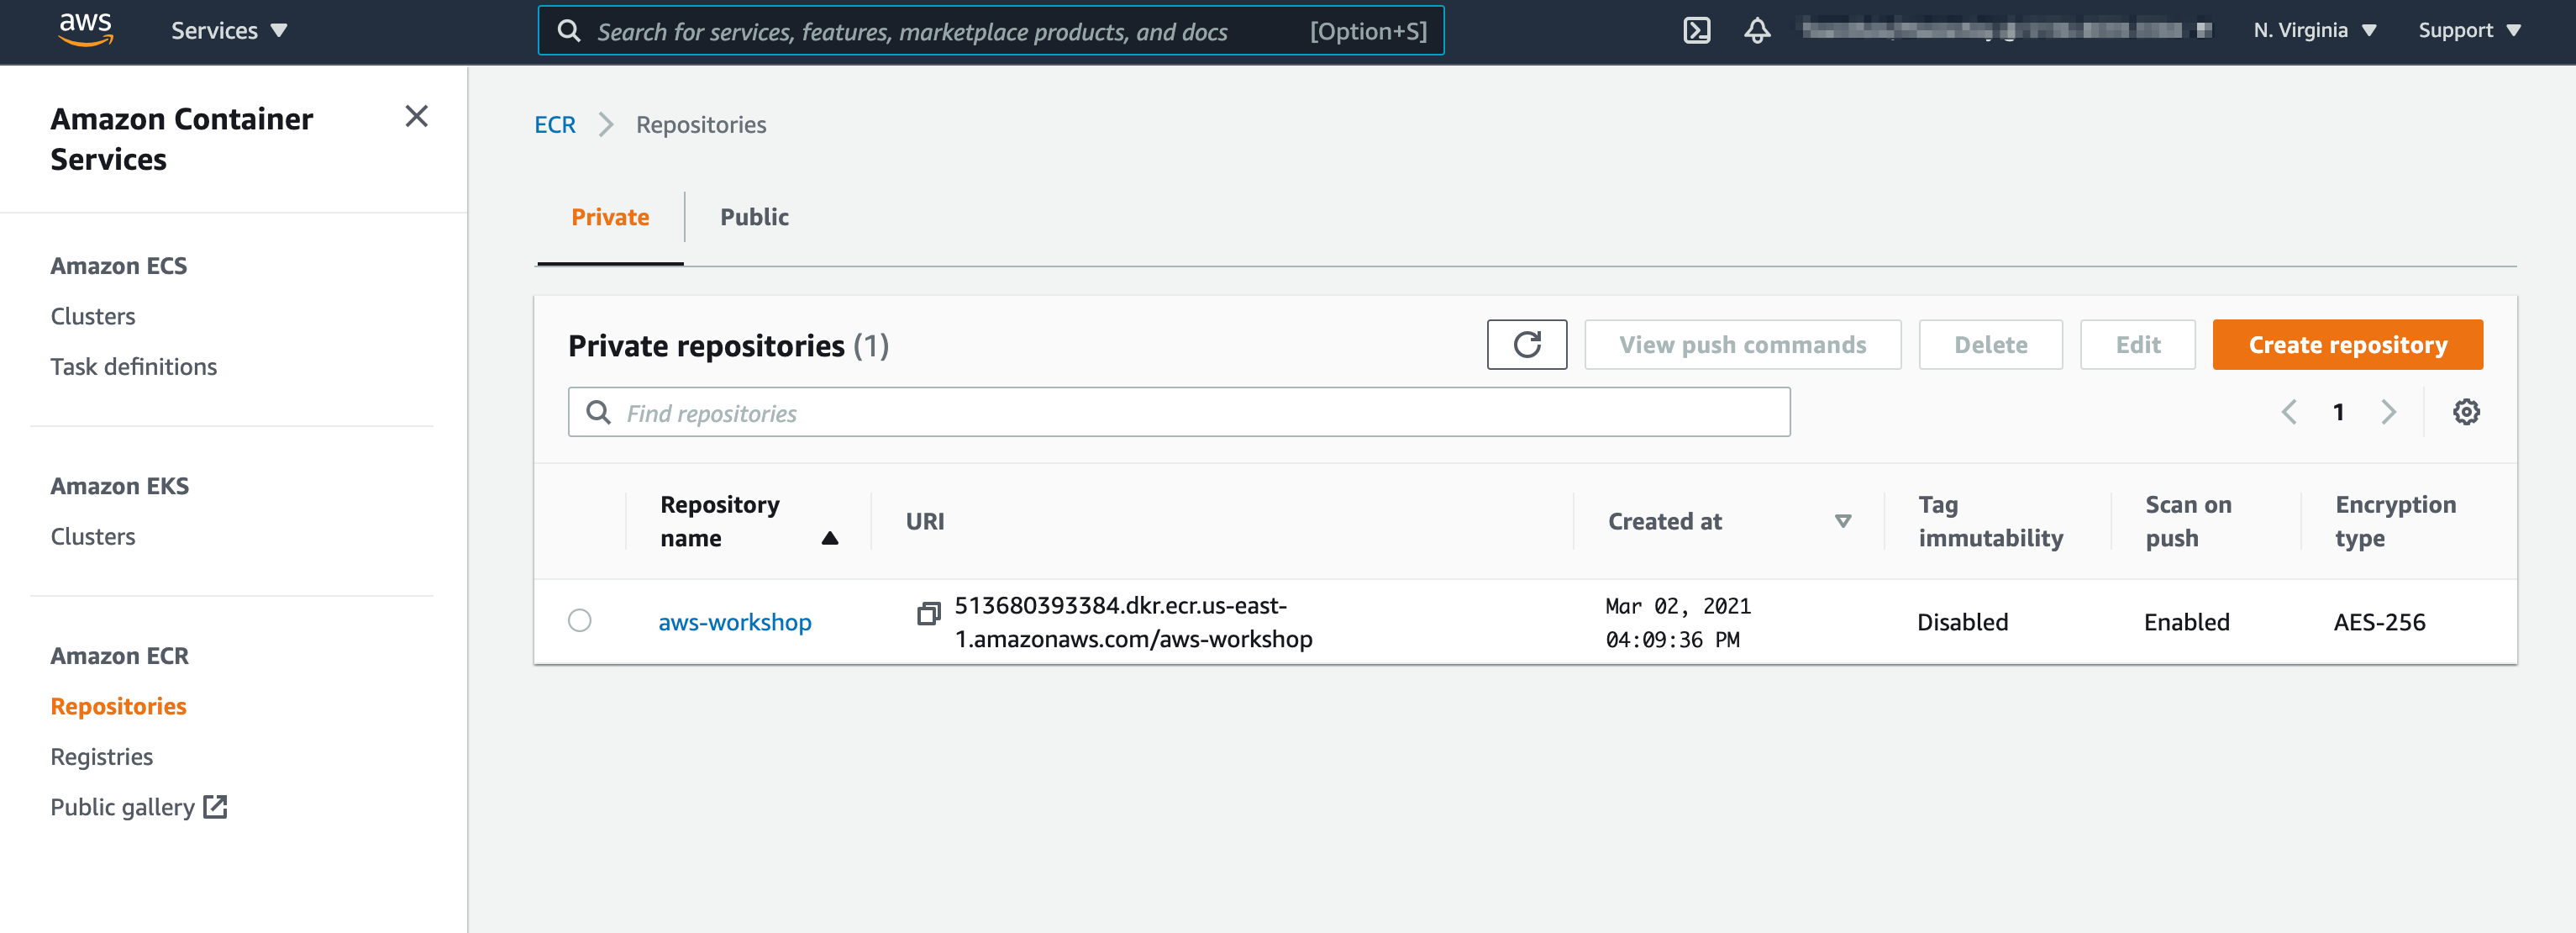 aws
Services
Search for services, features, marketplace products, and docs
[Option+S]
N. Virginia
Support
Amazon Container
Services
Amazon ECS
Clusters
Task definitions
Amazon EKS
Clusters
Amazon ECR
Repositories
Registries
Public gallery
ECR
Repositories
Private
Public
Private repositories (1)
View push commands
Delete
Edit
Create repository
Find repositories
1
Repository
name
URI
Created at
Tag
immutability
Scan on
push
Encryption
type
aws-workshop
513680393384.dkr.ecr.us-east-
1.amazonaws.com/aws-workshop
Mar 02, 2021
04:09:36 PM
Disabled
Enabled
AES-256